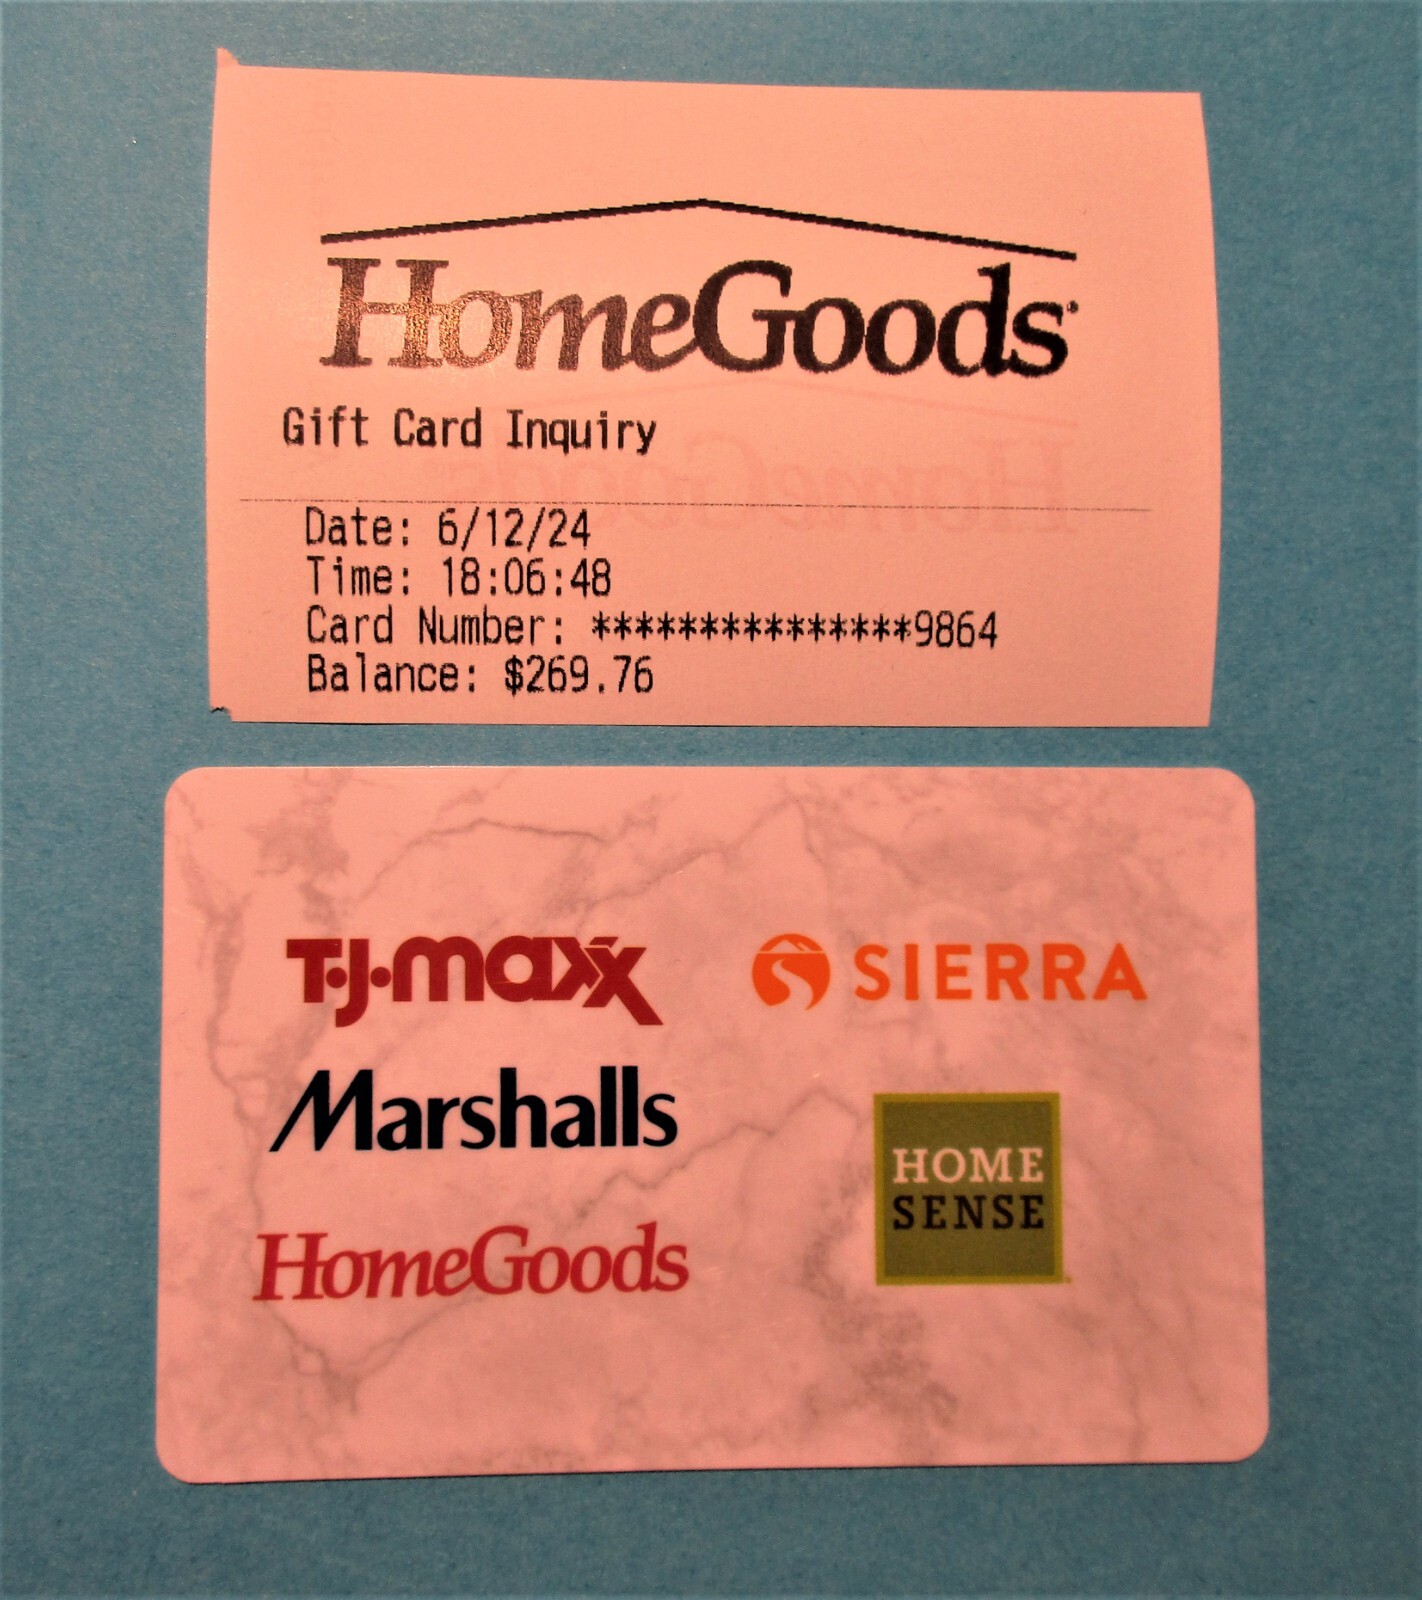 HomeGoods
Gift Card Inquiry
Date: 6/12/24
Time: 18:06:48
Card Number: ***************9864
Balance: $269.76
T·J·maxx
SIERRA
Marshalls
HOME
SENSE
HomeGoods